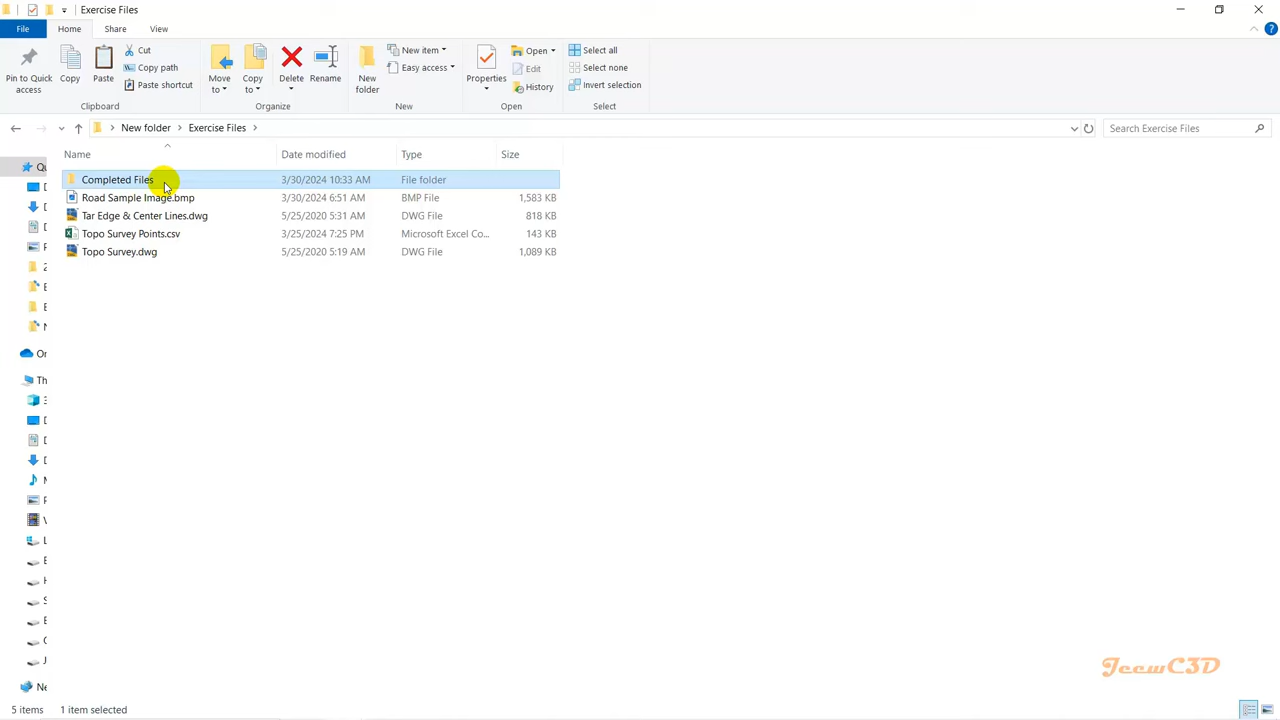 Exercise Files
File Home Share View
Pin to Quick access
Copy
Paste
Cut
Copy path
Paste shortcut
Clipboard
Move to
Copy to
Delete
Rename
Organize
New folder
New item
Easy access
New
Properties
Open
Edit
History
Open
Select all
Select none
Invert selection
Select
New folder Exercise Files
Search Exercise Files
Name Date modified Type Size
Completed Files 3/30/2024 10:33 AM File folder
Road Sample Image.bmp 3/30/2024 6:51 AM BMP File 1,583 KB
Tar Edge & Center Lines.dwg 5/25/2020 5:31 AM DWG File 818 KB
Topo Survey Points.csv 3/25/2024 7:25 PM Microsoft Excel Co... 143 KB
Topo Survey.dwg 5/25/2020 5:19 AM DWG File 1,089 KB
JeewC3D
5 items 1 item selected